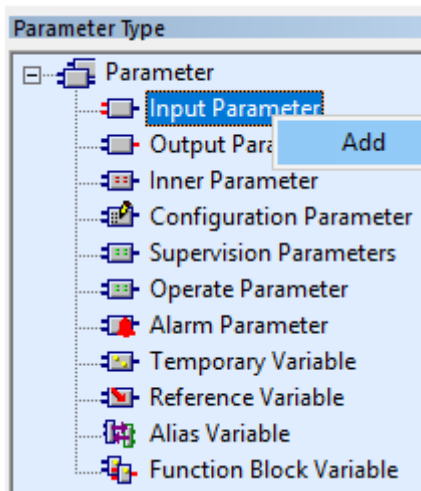 Parameter Type
Parameter
Input Parameter
Output Para
Add
Inner Parameter
Configuration Parameter
Supervision Parameters
Operate Parameter
Alarm Parameter
Temporary Variable
Reference Variable
Alias Variable
Function Block Variable